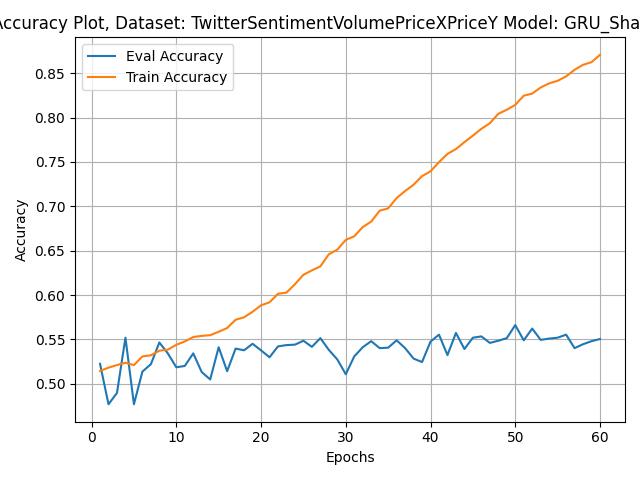 Accuracy Plot, Dataset: TwitterSentimentVolumePriceXPriceY Model: GRU_Sha
Eval Accuracy
Train Accuracy
0.85
0.80
0.75
0.70
0.65
0.60
0.55
0.50
Accuracy
0 10 20 30 40 50 60
Epochs